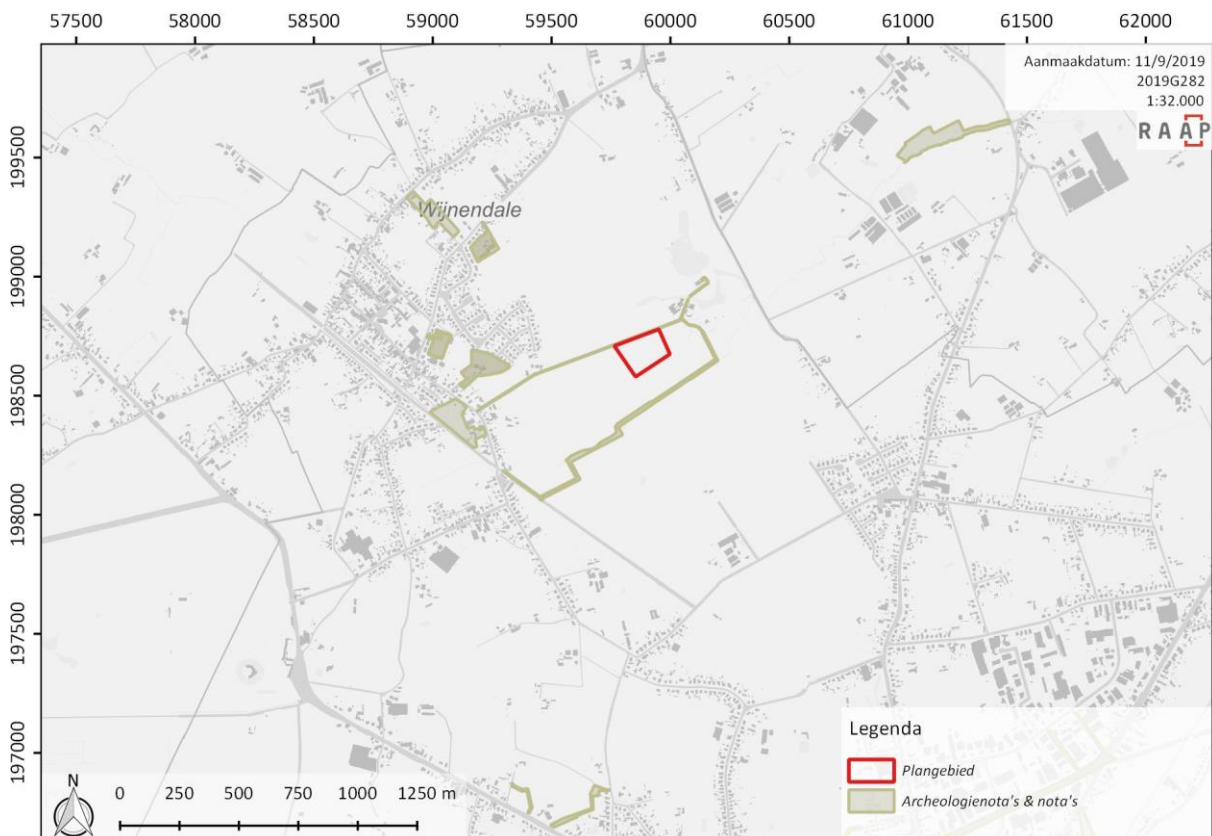 57500 58000 58500 59000 59500 60000 60500 61000 61500 62000
Aanmaakdatum: 11/9/2019
2019G282
1:32.000
RAAP
199500
199000
198500
198000
197500
197000
Wijnendale
Legenda
Plangebied
Archeologienota's & nota's
N
0 250 500 750 1000 1250 m